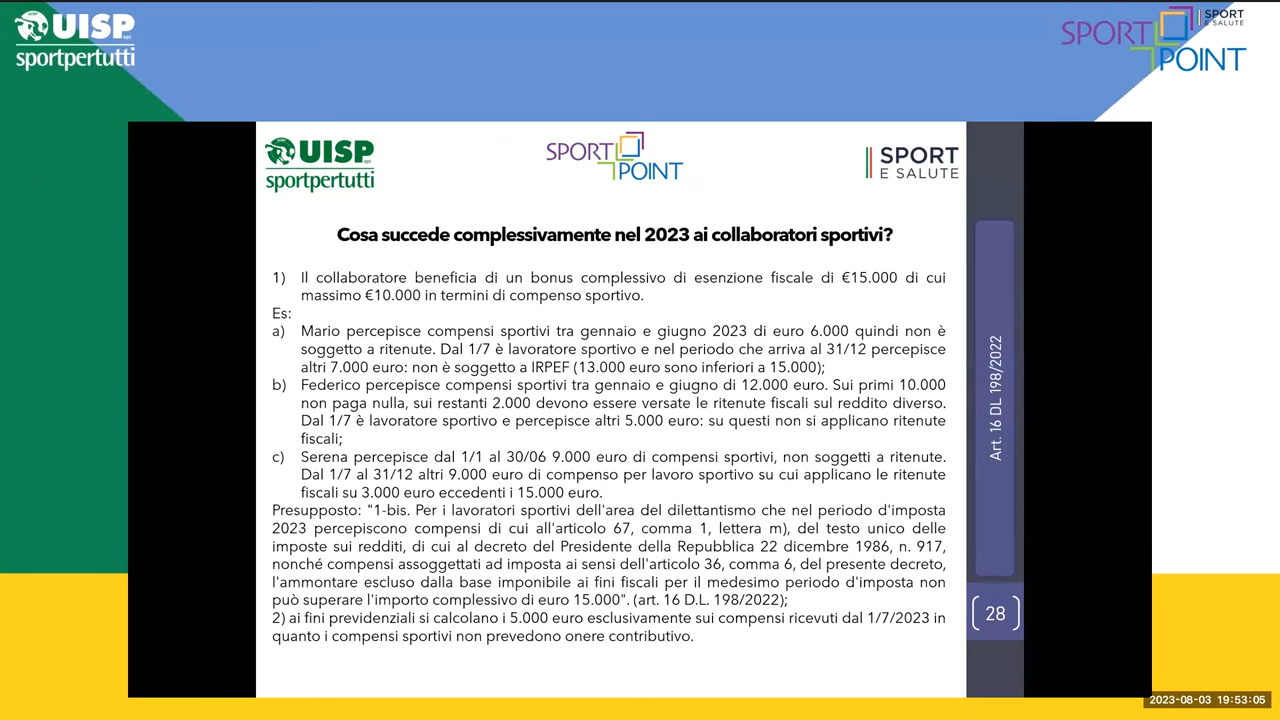 UISP aps
sportpertutti
SPORT POINT
SPORT
E SALUTE
UISP aps
sportpertutti
SPORT
POINT
SPORT
E SALUTE
Cosa succede complessivamente nel 2023 ai collaboratori sportivi?
1) Il collaboratore beneficia di un bonus complessivo di esenzione fiscale di €15.000 di cui
massimo €10.000 in termini di compenso sportivo.
Es:
a) Mario percepisce compensi sportivi tra gennaio e giugno 2023 di euro 6.000 quindi non è
soggetto a ritenute. Dal 1/7 è lavoratore sportivo e nel periodo che arriva al 31/12 percepisce
altri 7.000 euro: non è soggetto a IRPEF (13.000 euro sono inferiori a 15.000);
b) Federico percepisce compensi sportivi tra gennaio e giugno di 12.000 euro. Sui primi 10.000
non paga nulla, sui restanti 2.000 devono essere versate le ritenute fiscali sul reddito diverso.
Dal 1/7 è lavoratore sportivo e percepisce altri 5.000 euro: su questi non si applicano ritenute
fiscali;
c) Serena percepisce dal 1/1 al 30/06 9.000 euro di compensi sportivi, non soggetti a ritenute.
Dal 1/7 al 31/12 altri 9.000 euro di compenso per lavoro sportivo su cui applicano le ritenute
fiscali su 3.000 euro eccedenti i 15.000 euro.
Presupposto: "1-bis. Per i lavoratori sportivi dell'area del dilettantismo che nel periodo d'imposta
2023 percepiscono compensi di cui all'articolo 67, comma 1, lettera m), del testo unico delle
imposte sui redditi, di cui al decreto del Presidente della Repubblica 22 dicembre 1986, n. 917,
nonché compensi assoggettati ad imposta ai sensi dell'articolo 36, comma 6, del presente decreto,
l'ammontare escluso dalla base imponibile ai fini fiscali per il medesimo periodo d'imposta non
può superare l'importo complessivo di euro 15.000". (art. 16 D.L. 198/2022);
2) ai fini previdenziali si calcolano i 5.000 euro esclusivamente sui compensi ricevuti dal 1/7/2023 in
quanto i compensi sportivi non prevedono onere contributivo.
Art. 16 DL 198/2022
28
2023-08-03 19:53:05